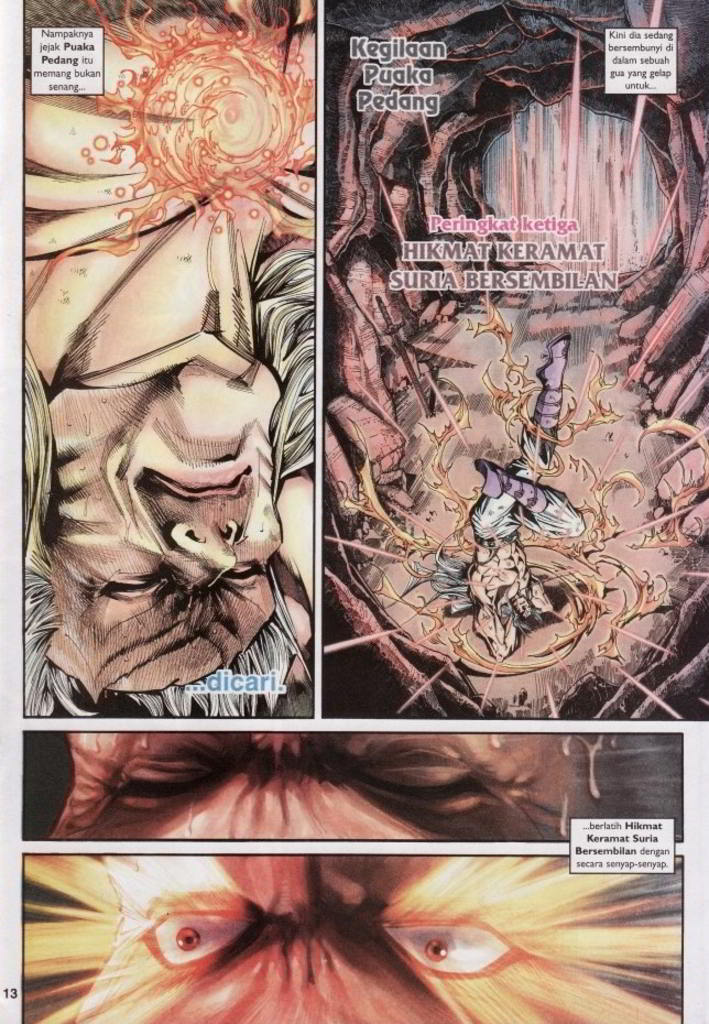 Nampaknya
jejak Puaka
Pedang itu
memang bukan
senang...
...dicari.
Kegilaan
Puaka
Pedang
Kini dia sedang
bersembunyi di
dalam sebuah
gua yang gelap
untuk...
Peringkat ketiga
HIKMAT KERAMAT
SURIA BERSEMBILAN
...berlatih Hikmat
Keramat Suria
Bersembilan dengan
secara senyap-senyap.
13